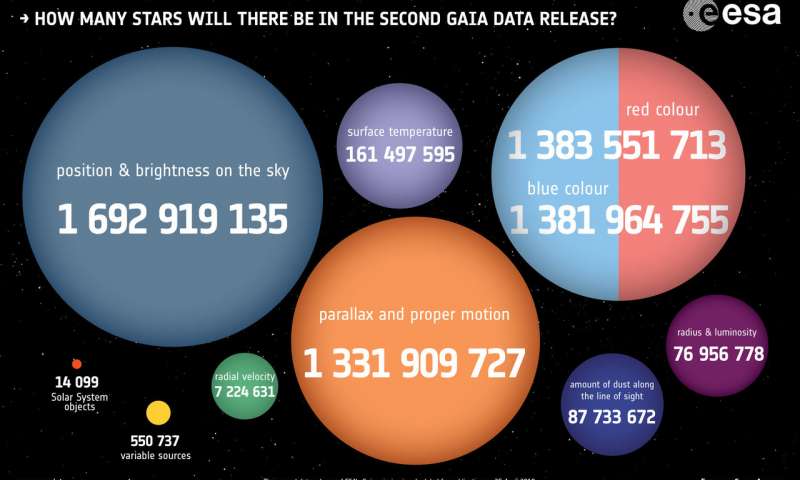 → HOW MANY STARS WILL THERE BE IN THE SECOND GAIA DATA RELEASE?
esa
position & brightness on the sky
1 692 919 135
surface temperature
161 497 595
red colour
1 383 551 713
blue colour
1 381 964 755
parallax and proper motion
1 331 909 727
radius & luminosity
76 956 778
amount of dust along
the line of sight
87 733 672
radial velocity
7 224 631
14 099
Solar System
objects
550 737
variable sources